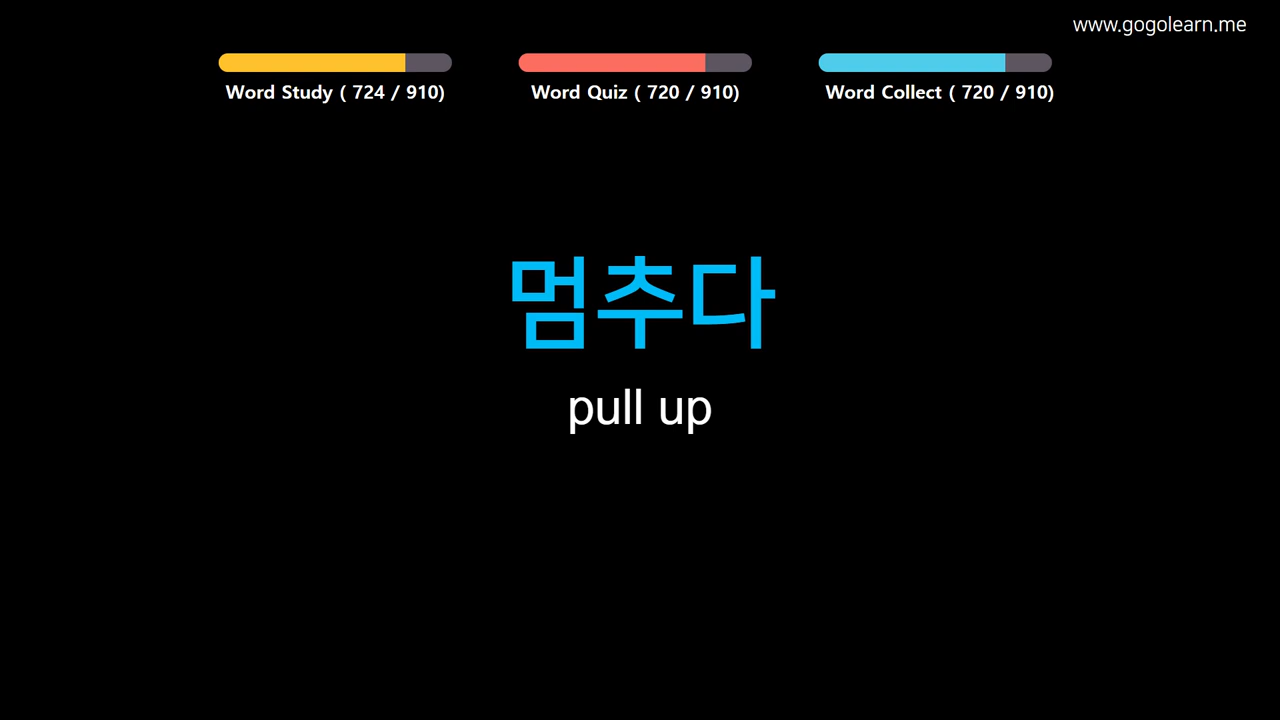 www.gogolearn.me
Word Study ( 724 / 910)
Word Quiz ( 720 / 910)
Word Collect ( 720 / 910)
멈추다
pull up